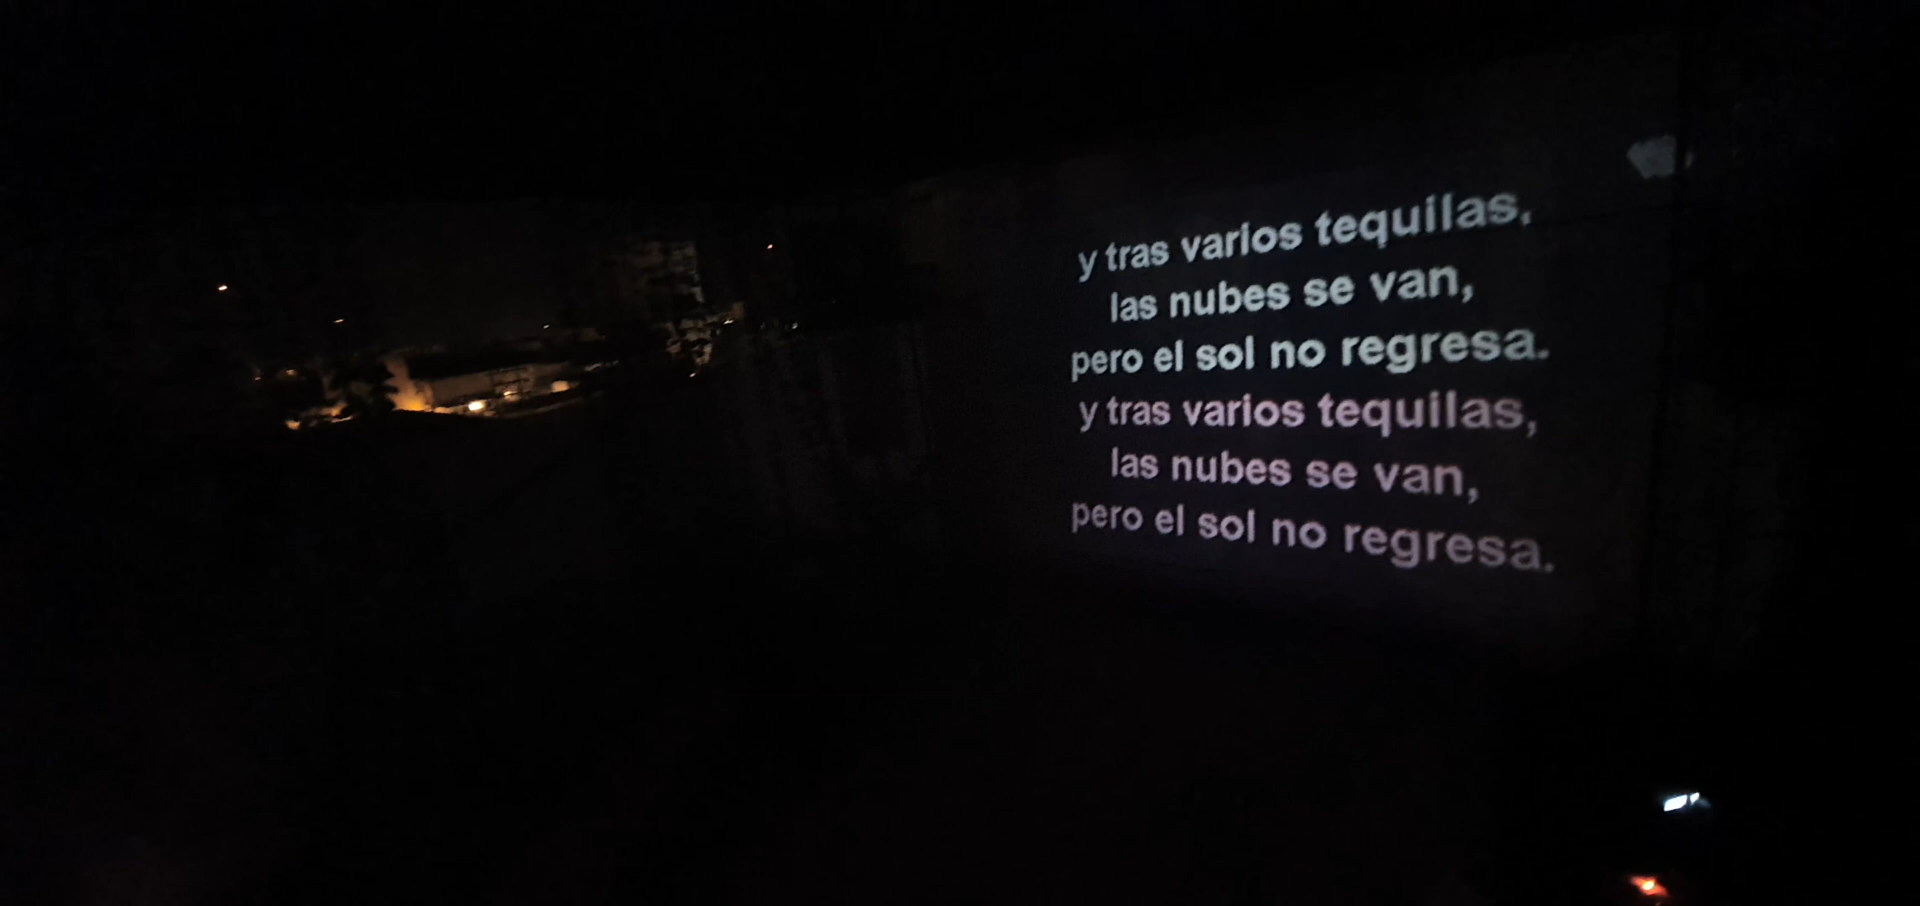 y tras varios tequilas,
las nubes se van,
pero el sol no regresa.
y tras varios tequilas,
las nubes se van,
pero el sol no regresa.